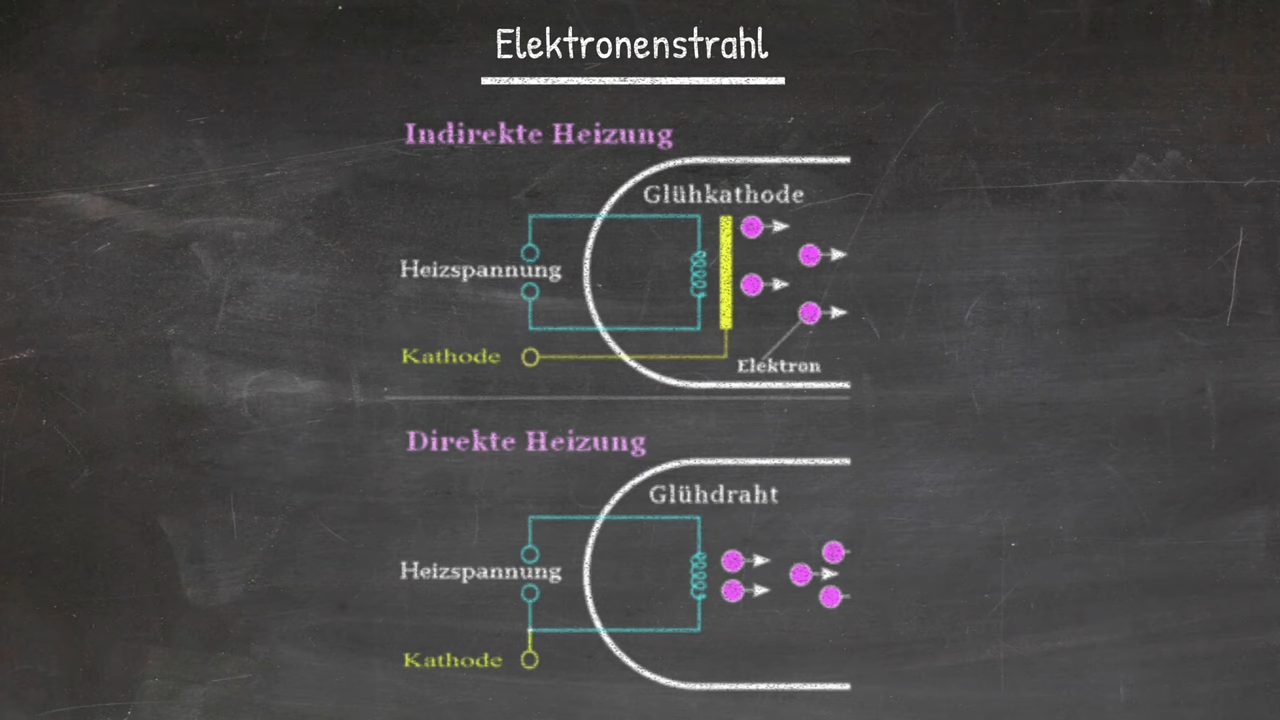 Elektronenstrahl
Indirekte Heizung
Glühkathode
Heizspannung
Kathode
Elektron
Direkte Heizung
Glühdraht
Heizspannung
Kathode